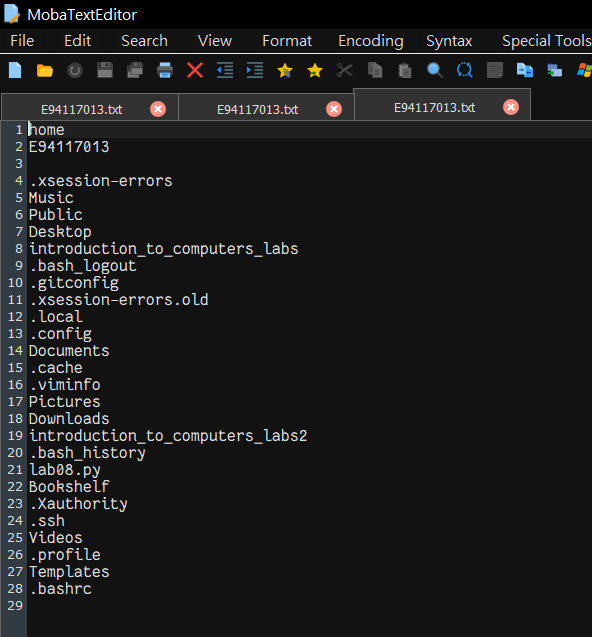 MobaTextEditor
File Edit Search View Format Encoding Syntax Special Tools
E94117013.txt E94117013.txt E94117013.txt
1 home
2 E94117013
3
4 .xsession-errors
5 Music
6 Public
7 Desktop
8 introduction_to_computers_labs
9 .bash_logout
10 .gitconfig
11 .xsession-errors.old
12 .local
13 .config
14 Documents
15 .cache
16 .viminfo
17 Pictures
18 Downloads
19 introduction_to_computers_labs2
20 .bash_history
21 lab08.py
22 Bookshelf
23 .Xauthority
24 .ssh
25 Videos
26 .profile
27 Templates
28 .bashrc
29